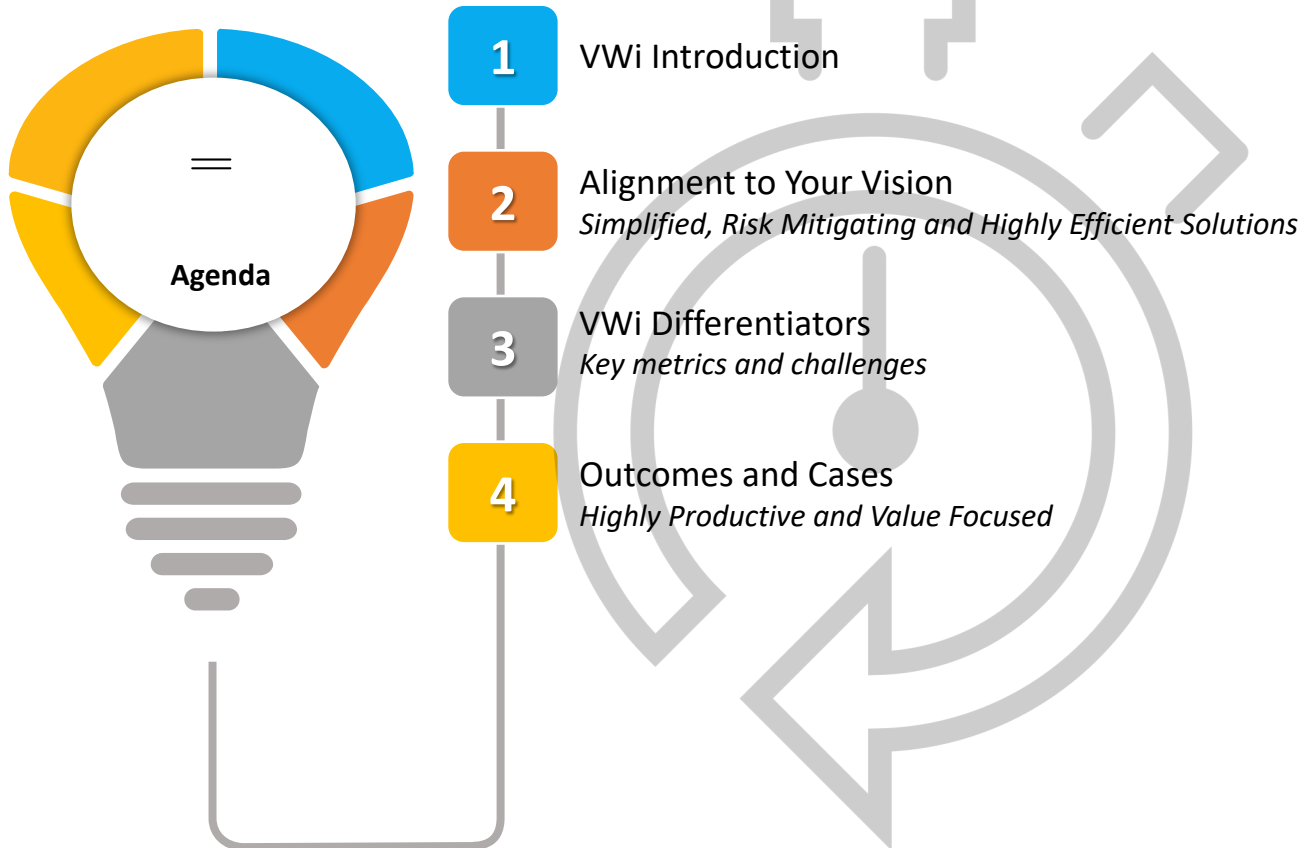 Agenda
1
VWi Introduction
2
Alignment to Your Vision
Simplified, Risk Mitigating and Highly Efficient Solutions
3
VWi Differentiators
Key metrics and challenges
4
Outcomes and Cases
Highly Productive and Value Focused